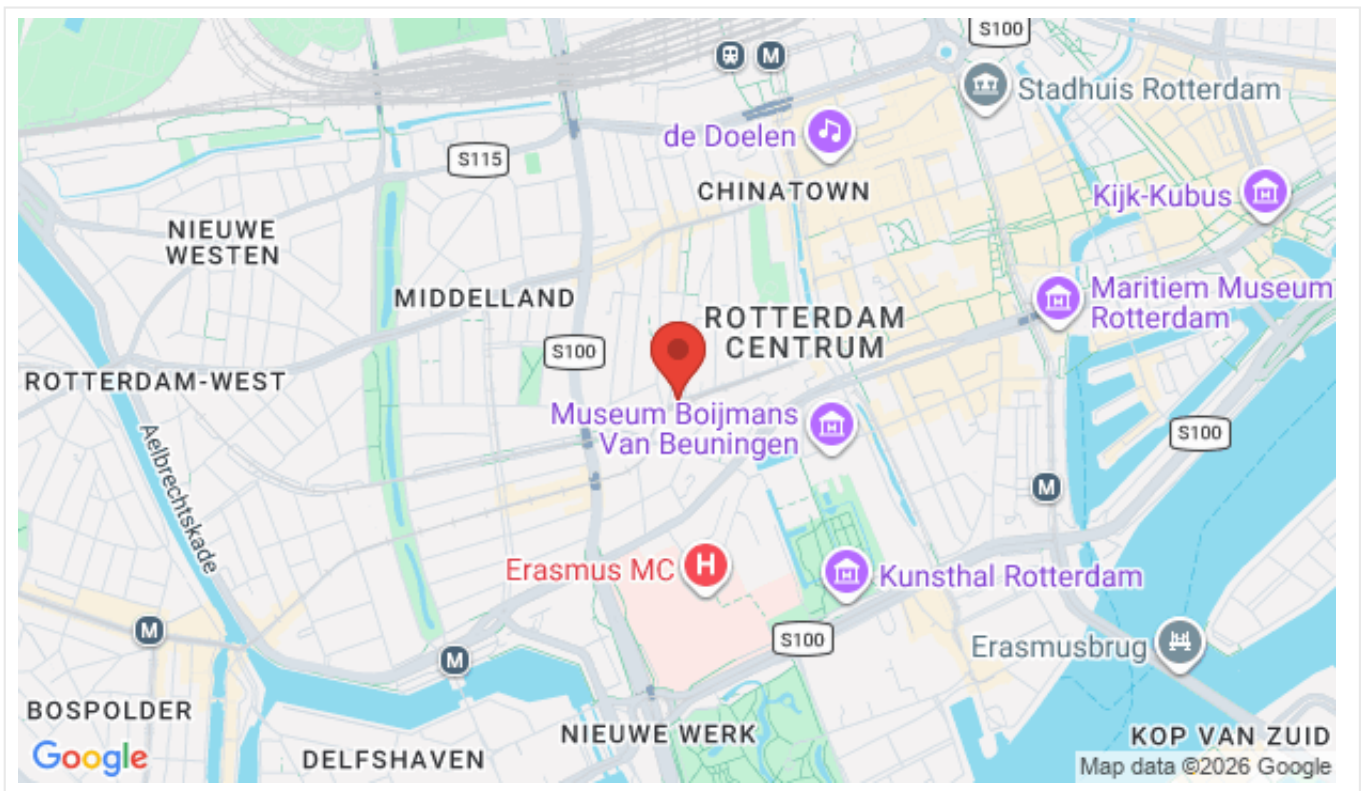 S100
Stadhuis Rotterdam
de Doelen
S115
CHINATOWN
Kijk-Kubus
NIEUWE
WESTEN
MIDDELLAND
Maritiem Museum
Rotterdam
ROTTERDAM
CENTRUM
S100
ROTTERDAM-WEST
Museum Boijmans
Van Beuningen
S100
Aelbrechtskade
M
M
Erasmus MC
H
Kunsthal Rotterdam
M
S100
Erasmusbrug
M
BOSPOLDER
NIEUWE WERK
KOP VAN ZUID
Google
DELFSHAVEN
Map data ©2026 Google